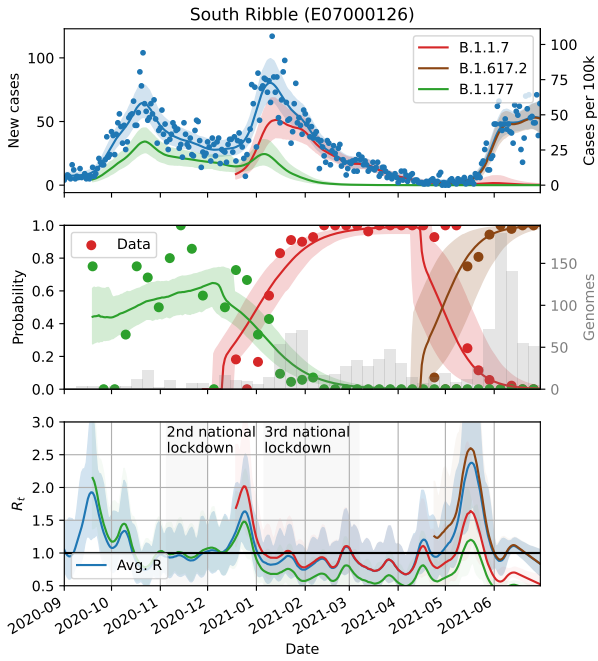 South Ribble (E07000126)
New cases
100
50
0
B.1.1.7
B.1.617.2
B.1.177
100
75
50
25
0
Cases per 100k
Probability
1.0
0.8
0.6
0.4
0.2
0.0
Data
150
100
50
0
Genomes
Rt
3.0
2.5
2.0
1.5
1.0
0.5
2nd national
lockdown
3rd national
lockdown
Avg. R
2020-09
2020-10
2020-11
2020-12
2021-01
2021-02
2021-03
2021-04
2021-05
2021-06
Date